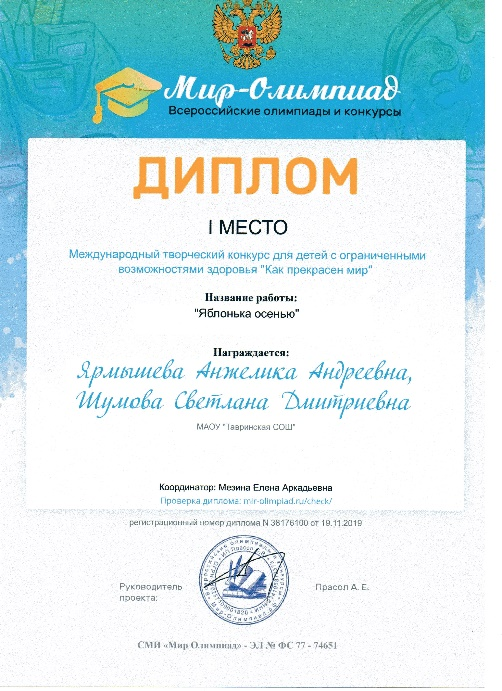 Мир-Олимпиад
Всероссийские олимпиады и конкурсы
ДИПЛОМ
I МЕСТО
Международный творческий конкурс для детей с ограниченными
возможностями здоровья "Как прекрасен мир"
Название работы:
"Яблонька осенью"
Награждается:
Ярмышева Анжелика Андреевна,
Шумова Светлана Дмитриевна
МАОУ "Гавринская СОШ"
Координатор: Мезина Елена Аркадьевна
Проверка диплома: mir-olimpiad.ru/check/
регистрационный номер диплома N 38176100 от 19.11.2019
Руководитель
проекта:
Прасол А. Е.
СМИ «Мир Олимпиад» - ЭЛ № ФС 77 - 74651